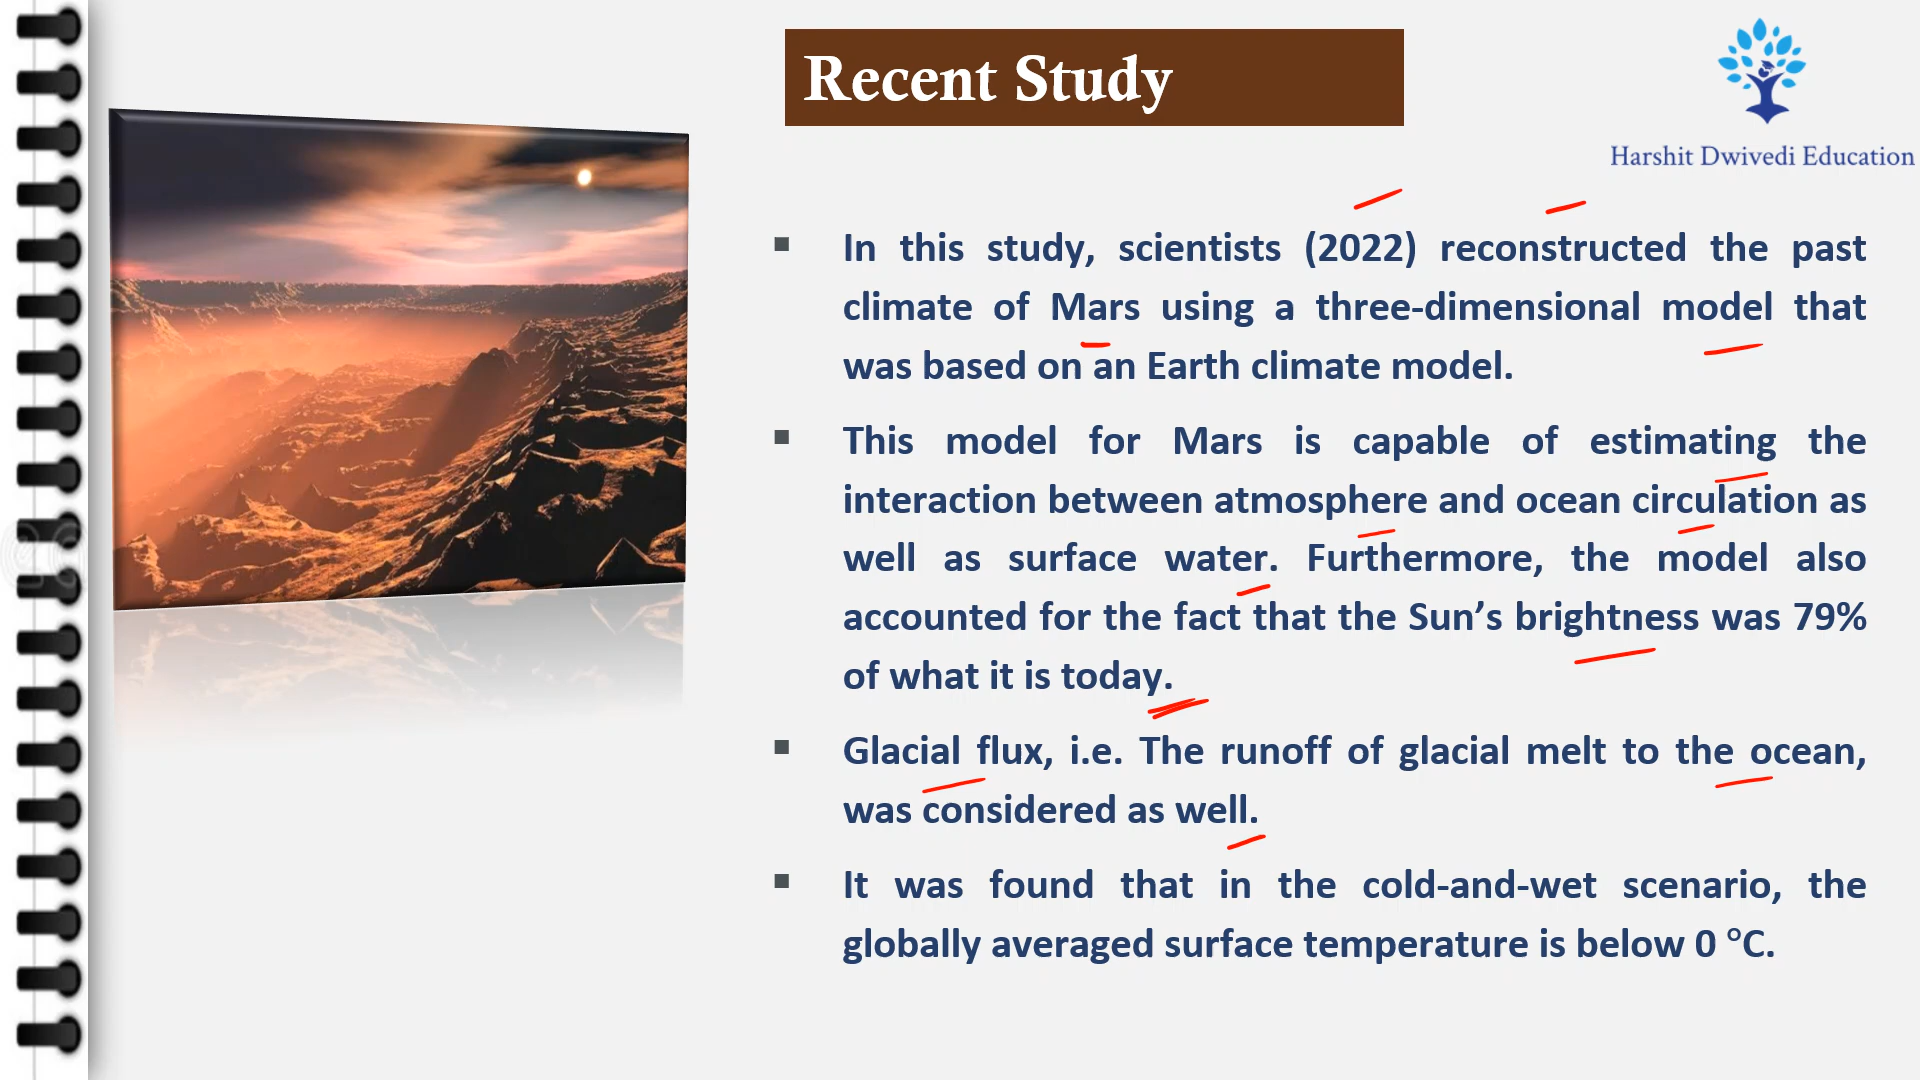 Recent Study
Harshit Dwivedi Education
▪ In this study, scientists (2022) reconstructed the past
climate of Mars using a three-dimensional model that
was based on an Earth climate model.
▪ This model for Mars is capable of estimating the
interaction between atmosphere and ocean circulation as
well as surface water. Furthermore, the model also
accounted for the fact that the Sun’s brightness was 79%
of what it is today.
▪ Glacial flux, i.e. The runoff of glacial melt to the ocean,
was considered as well.
▪ It was found that in the cold-and-wet scenario, the
globally averaged surface temperature is below 0 °C.